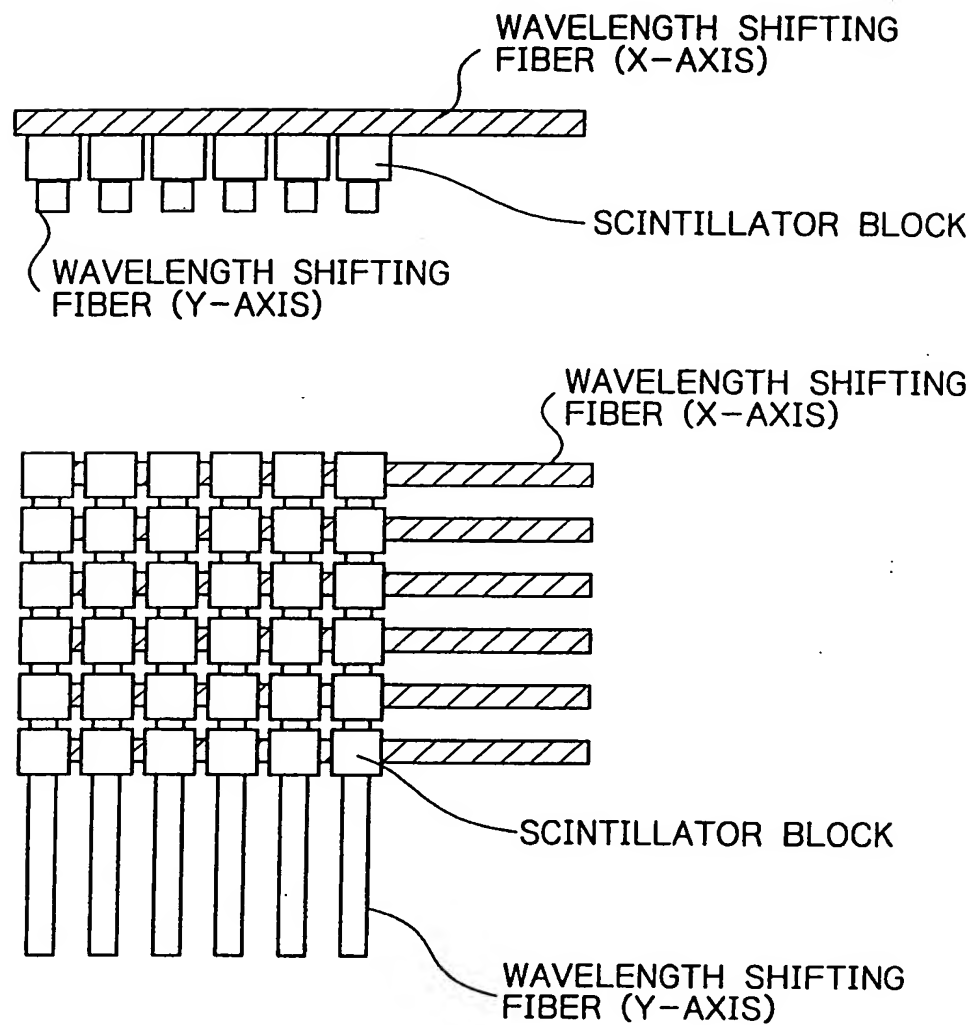 WAVELENGTH SHIFTING
FIBER (X-AXIS)
SCINTILLATOR BLOCK
WAVELENGTH SHIFTING
FIBER (Y-AXIS)
WAVELENGTH SHIFTING
FIBER (X-AXIS)
SCINTILLATOR BLOCK
WAVELENGTH SHIFTING
FIBER (Y-AXIS)